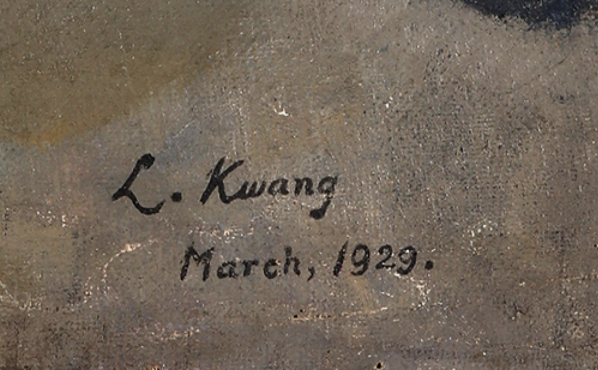 L. Kwang
March, 1929.